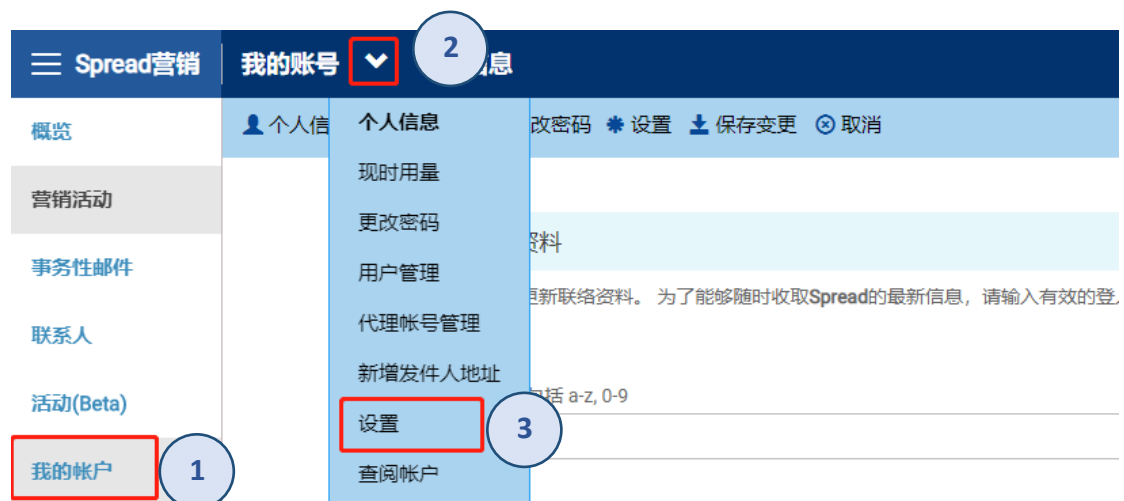 Spread营销
我的账号
2
息
概览
营销活动
事务性邮件
联系人
活动(Beta)
我的帐户
1
个人信
改密码
设置
保存变更
取消
个人信息
现时用量
更改密码
用户管理
代理帐号管理
新增发件人地址
设置
3
查阅帐户
资料
更新联络资料。 为了能够随时收取Spread的最新信息，请输入有效的登
包括 a-z, 0-9